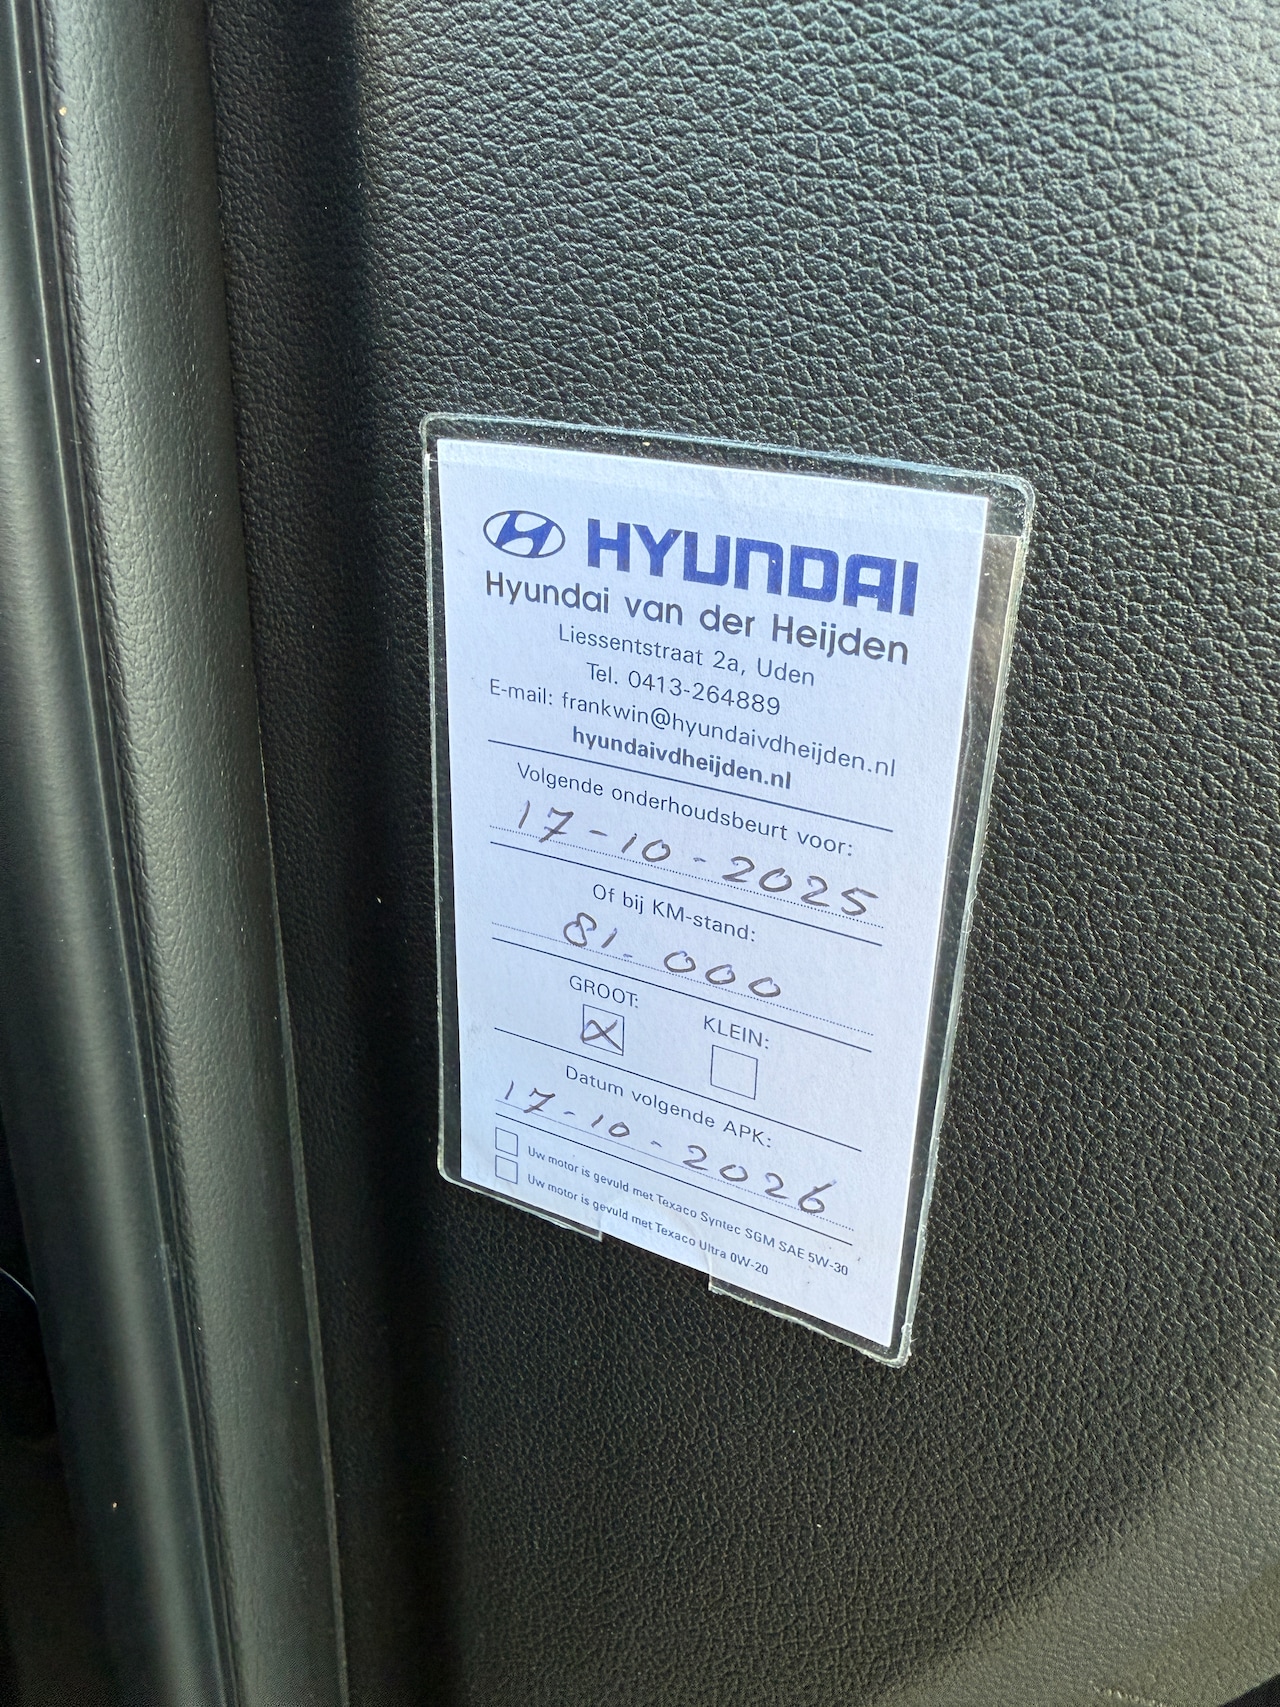 HYUNDAI
Hyundai van der Heijden
Liessentstraat 2a, Uden
Tel. 0413-264889
E-mail: frankwin@hyundaivdheijden.nl
hyundaivdheijden.nl
Volgende onderhoudsbeurt voor:
17-10-2025
Of bij KM-stand:
81.000
GROOT: KLEIN:
Datum volgende APK:
17-10-2026
Uw motor is gevuld met Texaco Syntec SGM SAE 5W-30
Uw motor is gevuld met Texaco Ultra 0W-20